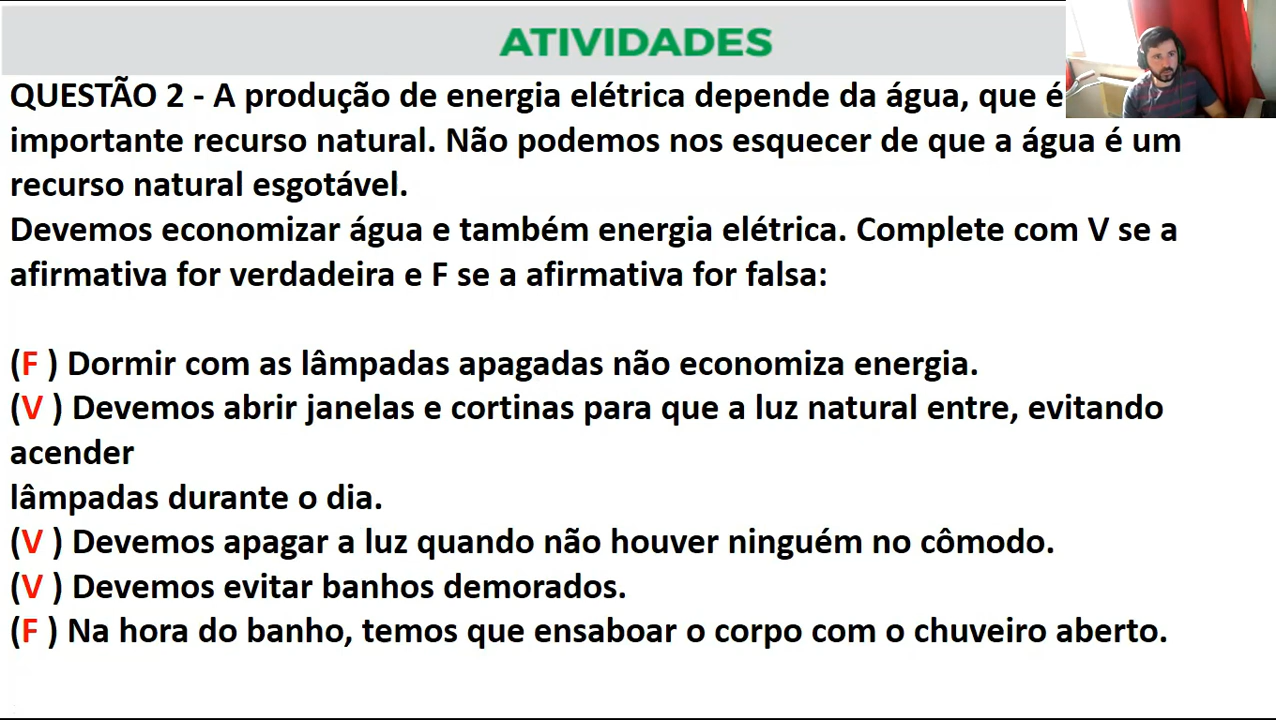 ATIVIDADES
QUESTÃO 2 - A produção de energia elétrica depende da água, que é
importante recurso natural. Não podemos nos esquecer de que a água é um
recurso natural esgotável.
Devemos economizar água e também energia elétrica. Complete com V se a
afirmativa for verdadeira e F se a afirmativa for falsa:
(F ) Dormir com as lâmpadas apagadas não economiza energia.
(V ) Devemos abrir janelas e cortinas para que a luz natural entre, evitando
acender
lâmpadas durante o dia.
(V ) Devemos apagar a luz quando não houver ninguém no cômodo.
(V ) Devemos evitar banhos demorados.
(F ) Na hora do banho, temos que ensaboar o corpo com o chuveiro aberto.